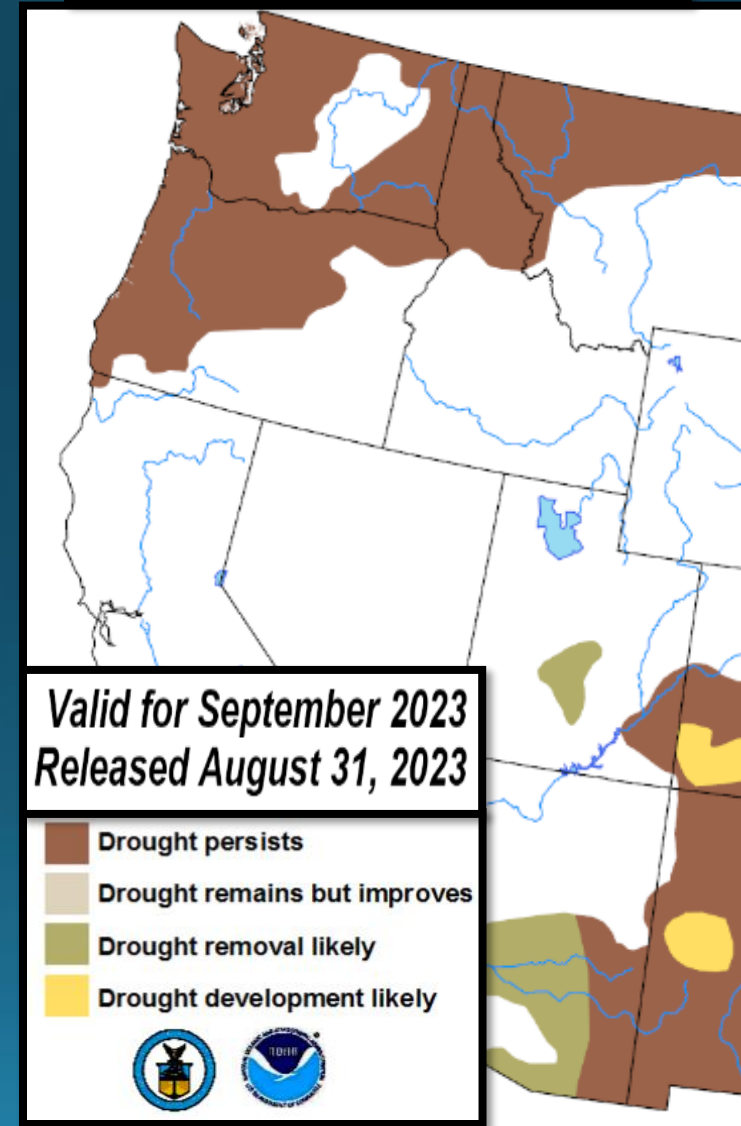 Valid for September 2023
Released August 31, 2023
Drought persists
Drought remains but improves
Drought removal likely
Drought development likely